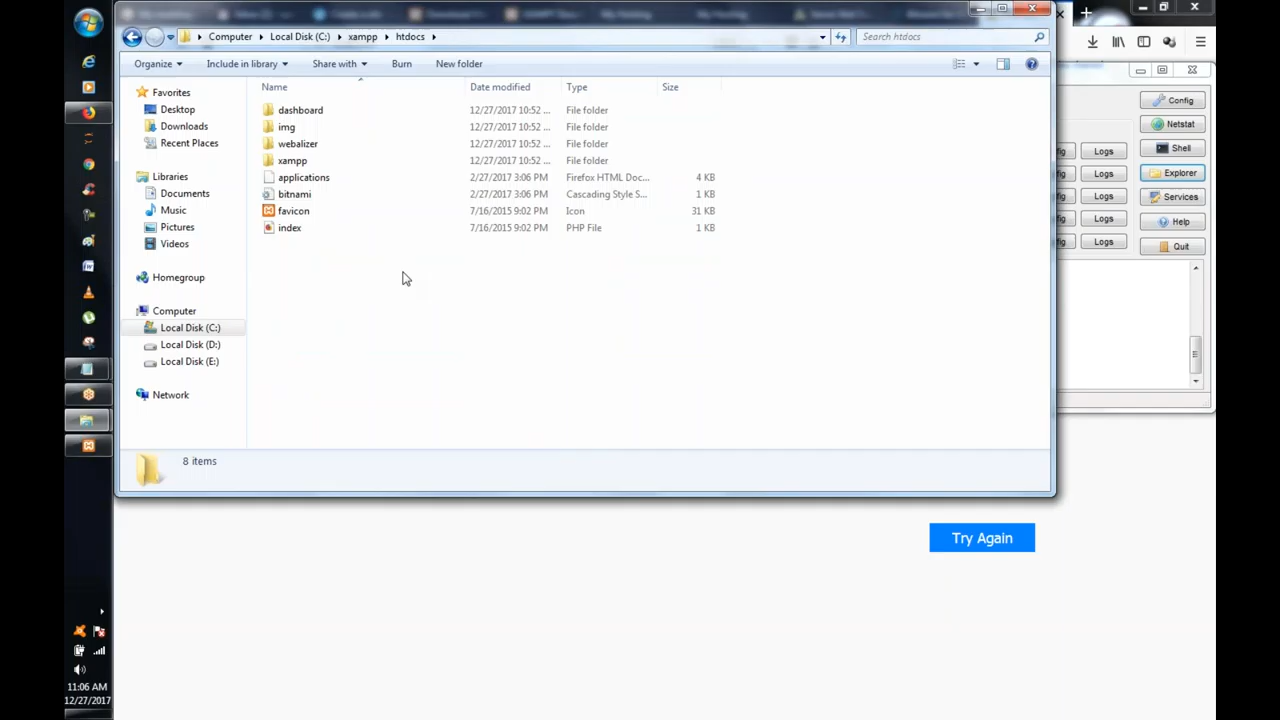 Computer Local Disk (C:) xampp htdocs
Search htdocs
Organize Include in library Share with Burn New folder
Favorites
Desktop
Downloads
Recent Places
Libraries
Documents
Music
Pictures
Videos
Homegroup
Computer
Local Disk (C:)
Local Disk (D:)
Local Disk (E:)
Network
Name Date modified Type Size
dashboard 12/27/2017 10:52 ... File folder
img 12/27/2017 10:52 ... File folder
webalizer 12/27/2017 10:52 ... File folder
xampp 12/27/2017 10:52 ... File folder
applications 2/27/2017 3:06 PM Firefox HTML Doc... 4 KB
bitnami 2/27/2017 3:06 PM Cascading Style S... 1 KB
favicon 7/16/2015 9:02 PM Icon 31 KB
index 7/16/2015 9:02 PM PHP File 1 KB
8 items
Config
Netstat
Logs Shell
Logs Explorer
Logs Services
Logs Help
Logs Quit
Try Again
11:06 AM
12/27/2017